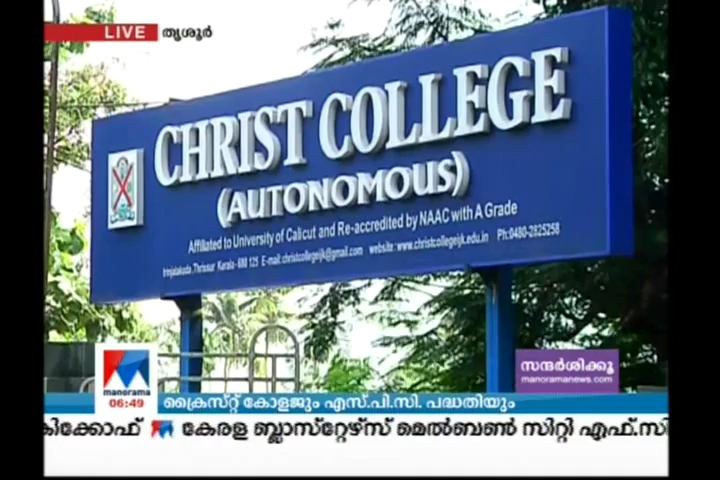 LIVE തൃശൂർ
CHRIST COLLEGE
(AUTONOMOUS)
Affiliated to University of Calicut and Re-accredited by NAAC with A Grade
Irinjalakuda, Thrissur Kerala - 680 125 E-mail:christcollegeijk@gmail.com website:www.christcollegeijk.edu.in Ph:0480-2825258
സന്ദർശിക്കൂ
manoramanews.com
manorama
06:49
ക്രൈസ്റ്റ് കോളജും എസ്.പി.സി. പദ്ധതിയും
കിക്കോഫ് കേരള ബ്ലാസ്റ്റേഴ്സ് മെൽബൺ സിറ്റി എഫ്.സി